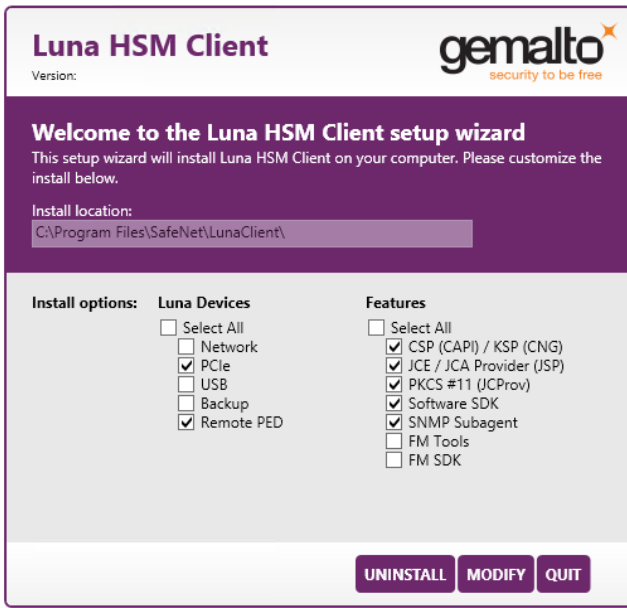 Luna HSM Client
Version:
gemalto
security to be free
Welcome to the Luna HSM Client setup wizard
This setup wizard will install Luna HSM Client on your computer. Please customize the
install below.
Install location:
C:\Program Files\SafeNet\LunaClient\
Install options:
Luna Devices
Select All
Network
PCIe
USB
Backup
Remote PED
Features
Select All
CSP (CAPI) / KSP (CNG)
JCE / JCA Provider (JSP)
PKCS #11 (JCProv)
Software SDK
SNMP Subagent
FM Tools
FM SDK
UNINSTALL
MODIFY
QUIT